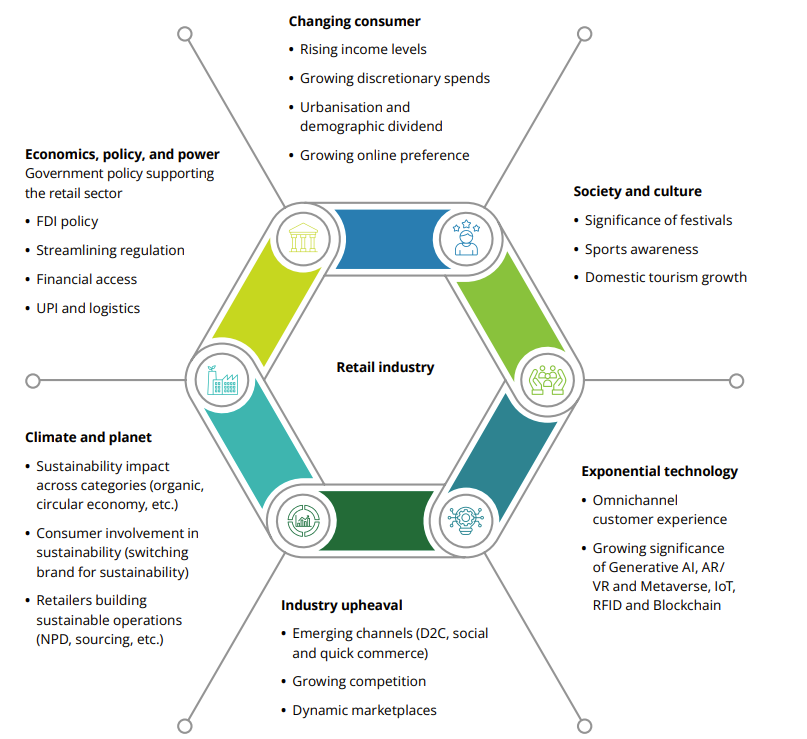 Changing consumer
• Rising income levels
• Growing discretionary spends
• Urbanisation and
demographic dividend
• Growing online preference
Economics, policy, and power
Government policy supporting
the retail sector
• FDI policy
• Streamlining regulation
• Financial access
• UPI and logistics
Society and culture
• Significance of festivals
• Sports awareness
• Domestic tourism growth
Retail industry
Climate and planet
• Sustainability impact
across categories (organic,
circular economy, etc.)
• Consumer involvement in
sustainability (switching
brand for sustainability)
• Retailers building
sustainable operations
(NPD, sourcing, etc.)
Exponential technology
• Omnichannel
customer experience
• Growing significance
of Generative AI, AR/
VR and Metaverse, IoT,
RFID and Blockchain
Industry upheaval
• Emerging channels (D2C, social
and quick commerce)
• Growing competition
• Dynamic marketplaces